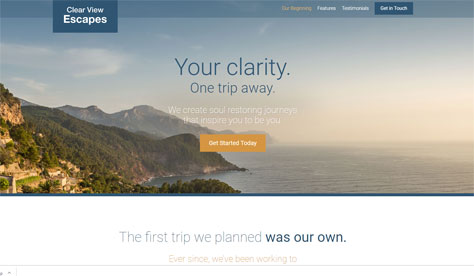 Clear View
Escapes
Our Beginning Features Testimonials Get in Touch
Your clarity.
One trip away.
We create soul restoring journeys
that inspire you to be you
Get Started Today
The first trip we planned was our own.
Ever since, we've been working to